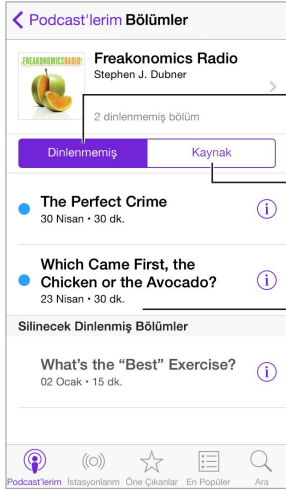 Podcast'lerim Bölümler
FREAKONOMICS RADIO
Freakonomics Radio
Stephen J. Dubner
2 dinlenmemiş bölüm
Dinlenmemiş Kaynak
The Perfect Crime
30 Nisan • 30 dk.
Which Came First, the
Chicken or the Avocado?
23 Nisan • 30 dk.
Silinecek Dinlenmiş Bölümler
What's the “Best” Exercise?
02 Ocak • 15 dk.
Podcast'lerim İstasyonlarım Öne Çıkanlar En Popüler Ara